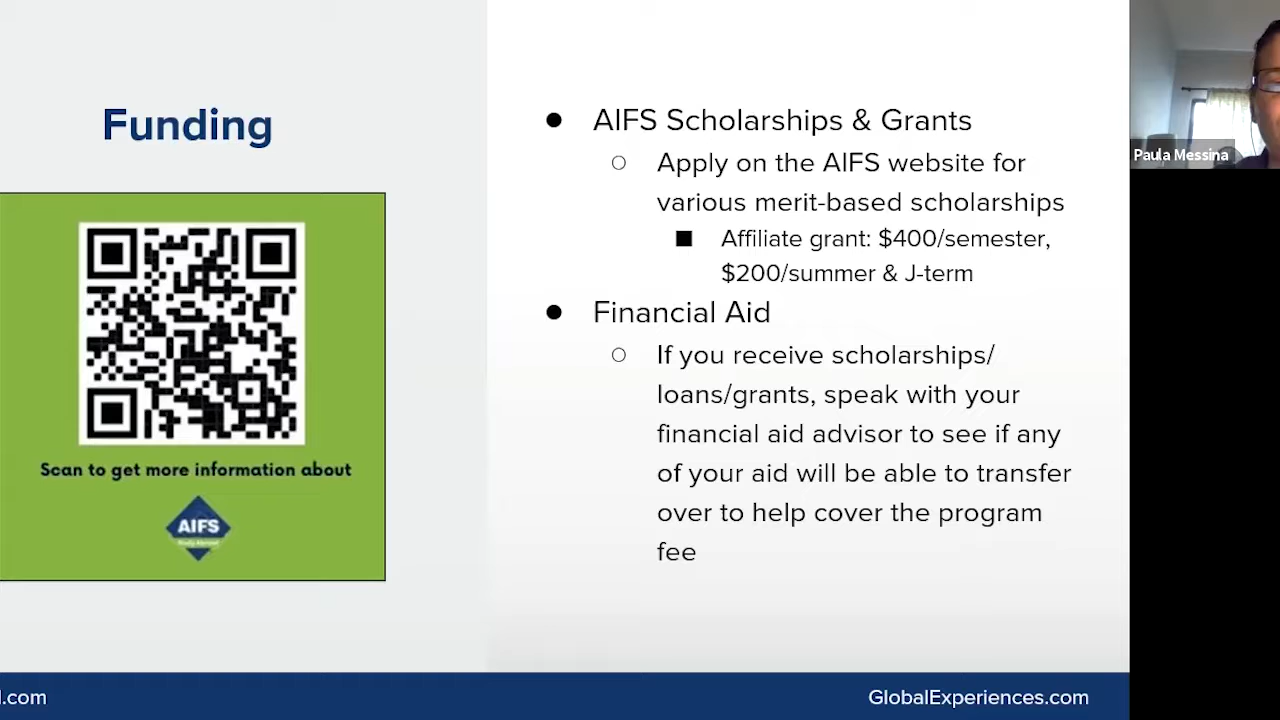 Funding
Scan to get more information about
AIFS
AIFS Scholarships & Grants
Apply on the AIFS website for
various merit-based scholarships
Affiliate grant: $400/semester,
$200/summer & J-term
Financial Aid
If you receive scholarships/
loans/grants, speak with your
financial aid advisor to see if any
of your aid will be able to transfer
over to help cover the program
fee
Paula Messina
.com
GlobalExperiences.com